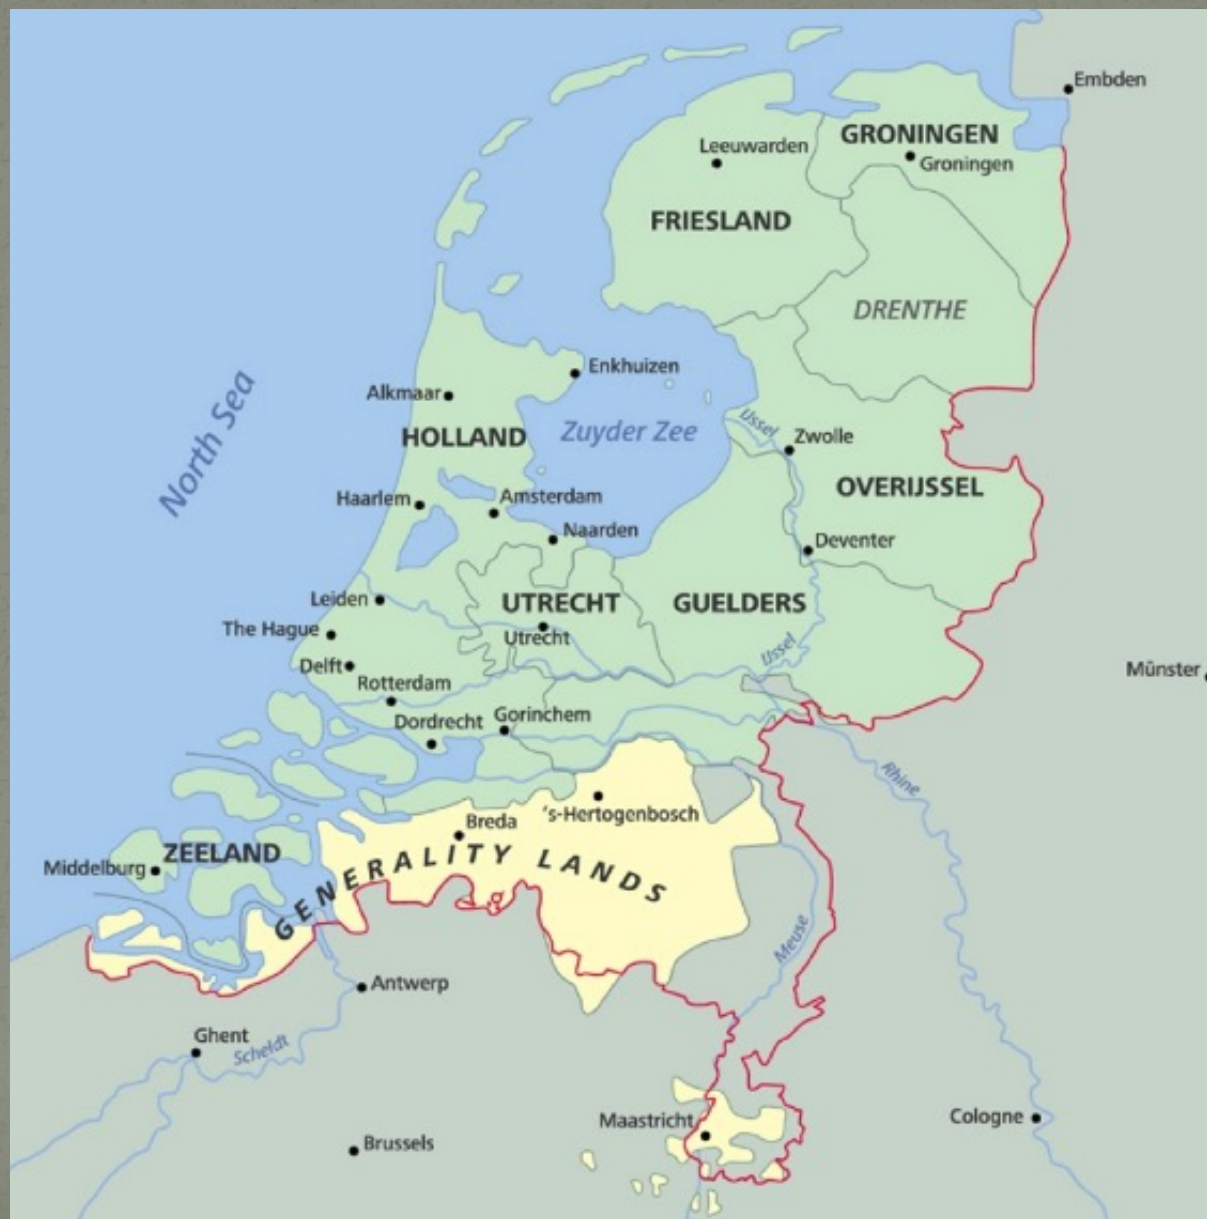 Embden
GRONINGEN
Leeuwarden
Groningen
FRIESLAND
DRENTHE
Enkhuizen
Alkmaar
North Sea
HOLLAND
Zuyder Zee
IJssel
Zwolle
OVERIJSSEL
Haarlem
Amsterdam
Naarden
Deventer
Leiden
UTRECHT
GUELDERS
The Hague
Utrecht
IJssel
Delft
Rotterdam
Münster
Dordrecht
Gorinchem
Rhine
's-Hertogenbosch
Breda
ZEELAND
Middelburg
GENERALITY LANDS
Meuse
Antwerp
Ghent
Scheldt
Maastricht
Cologne
Brussels